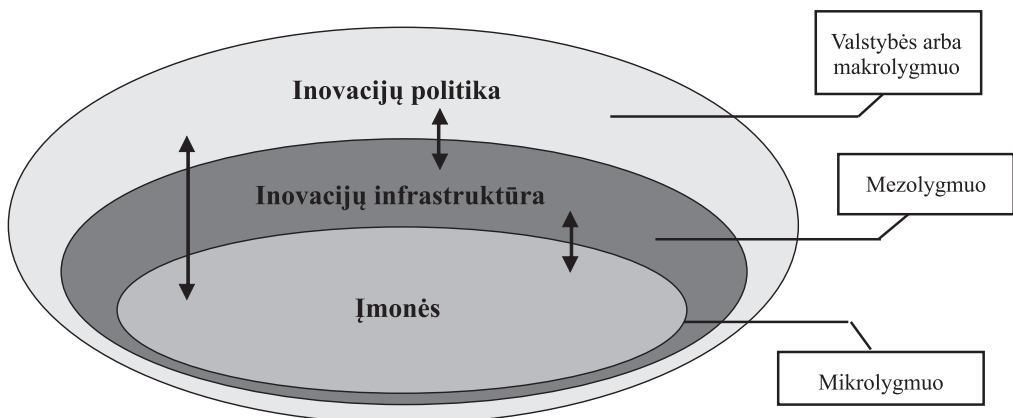 Valstybės arba
makrolygmuo
Inovacijų politika
Mezolygmuo
Inovacijų infrastruktūra
Įmonės
Mikrolygmuo